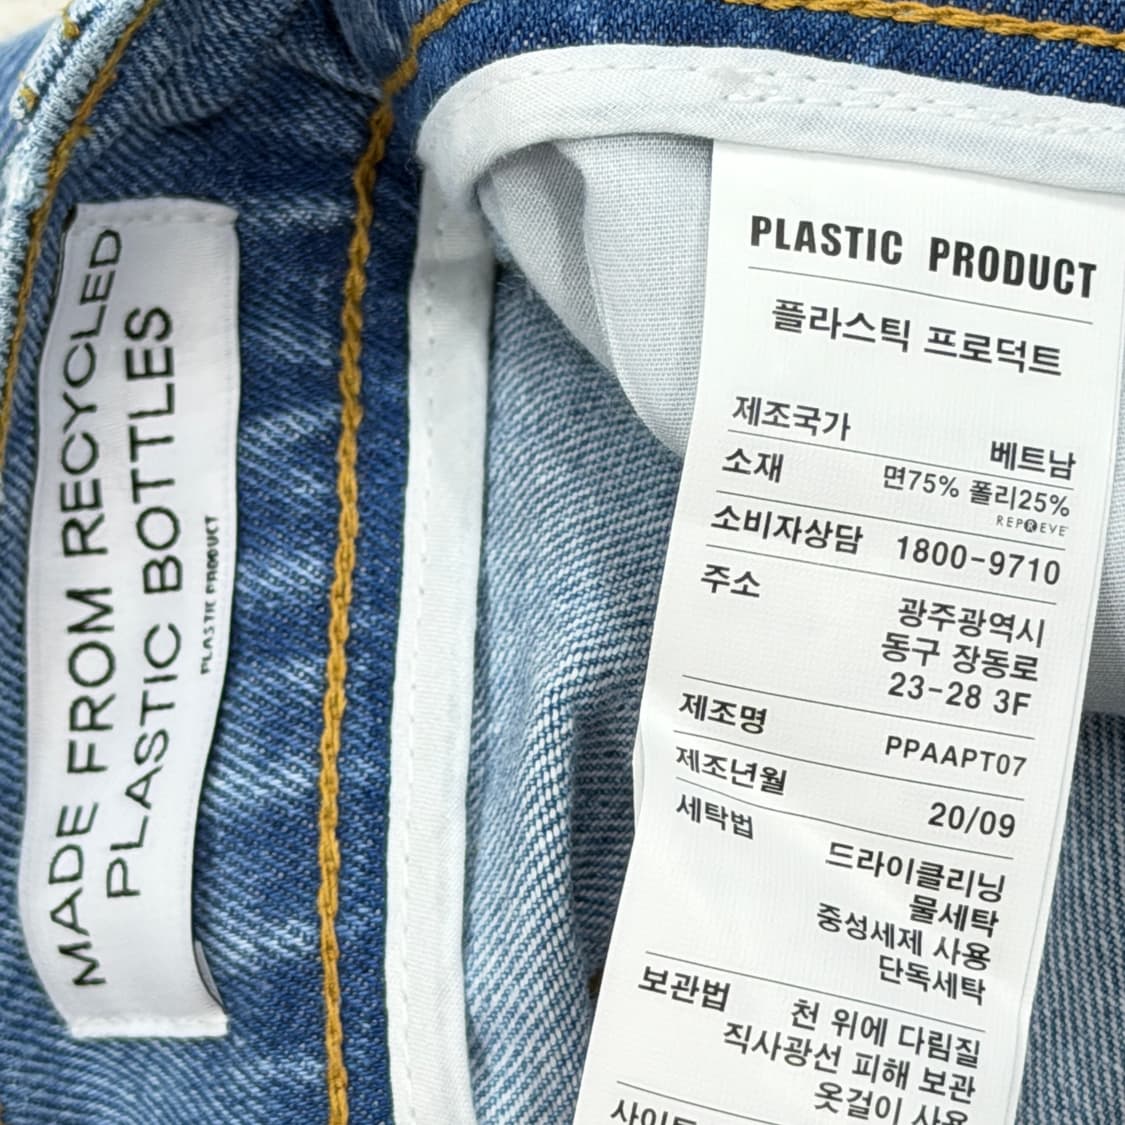 MADE FROM RECYCLED
PLASTIC BOTTLES
PLASTIC PRODUCT
PLASTIC PRODUCT
플라스틱 프로덕트
제조국가 베트남
소재 면75% 폴리25%
REPREVE
소비자상담 1800-9710
주소 광주광역시
동구 장동로
23-28 3F
제조명 PPAAPT07
제조년월 20/09
세탁법 드라이클리닝
물세탁
중성세제 사용
단독세탁
보관법 천 위에 다림질
직사광선 피해 보관
옷걸이 사용